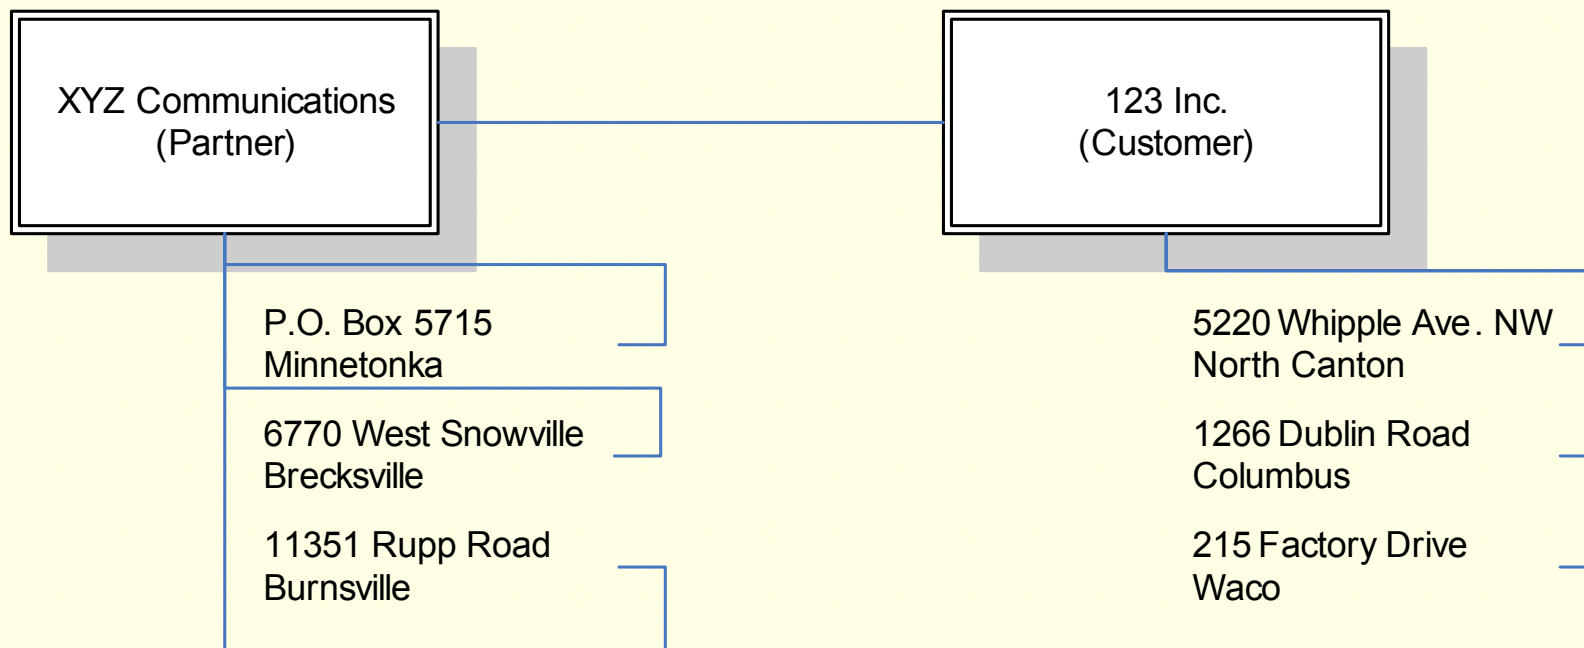 XYZ Communications
(Partner)
123 Inc.
(Customer)
P.O. Box 5715
Minnetonka
6770 West Snowville
Brecksville
11351 Rupp Road
Burnsville
5220 Whipple Ave. NW
North Canton
1266 Dublin Road
Columbus
215 Factory Drive
Waco